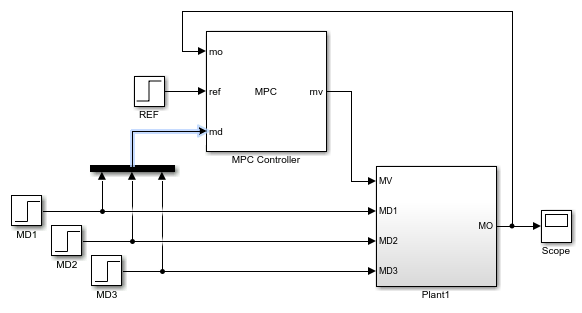 mo
ref
MPC
mv
REF
md
MPC Controller
MV
MD1
MD1
MO
MD2
MD2
Scope
MD3
MD3
Plant1